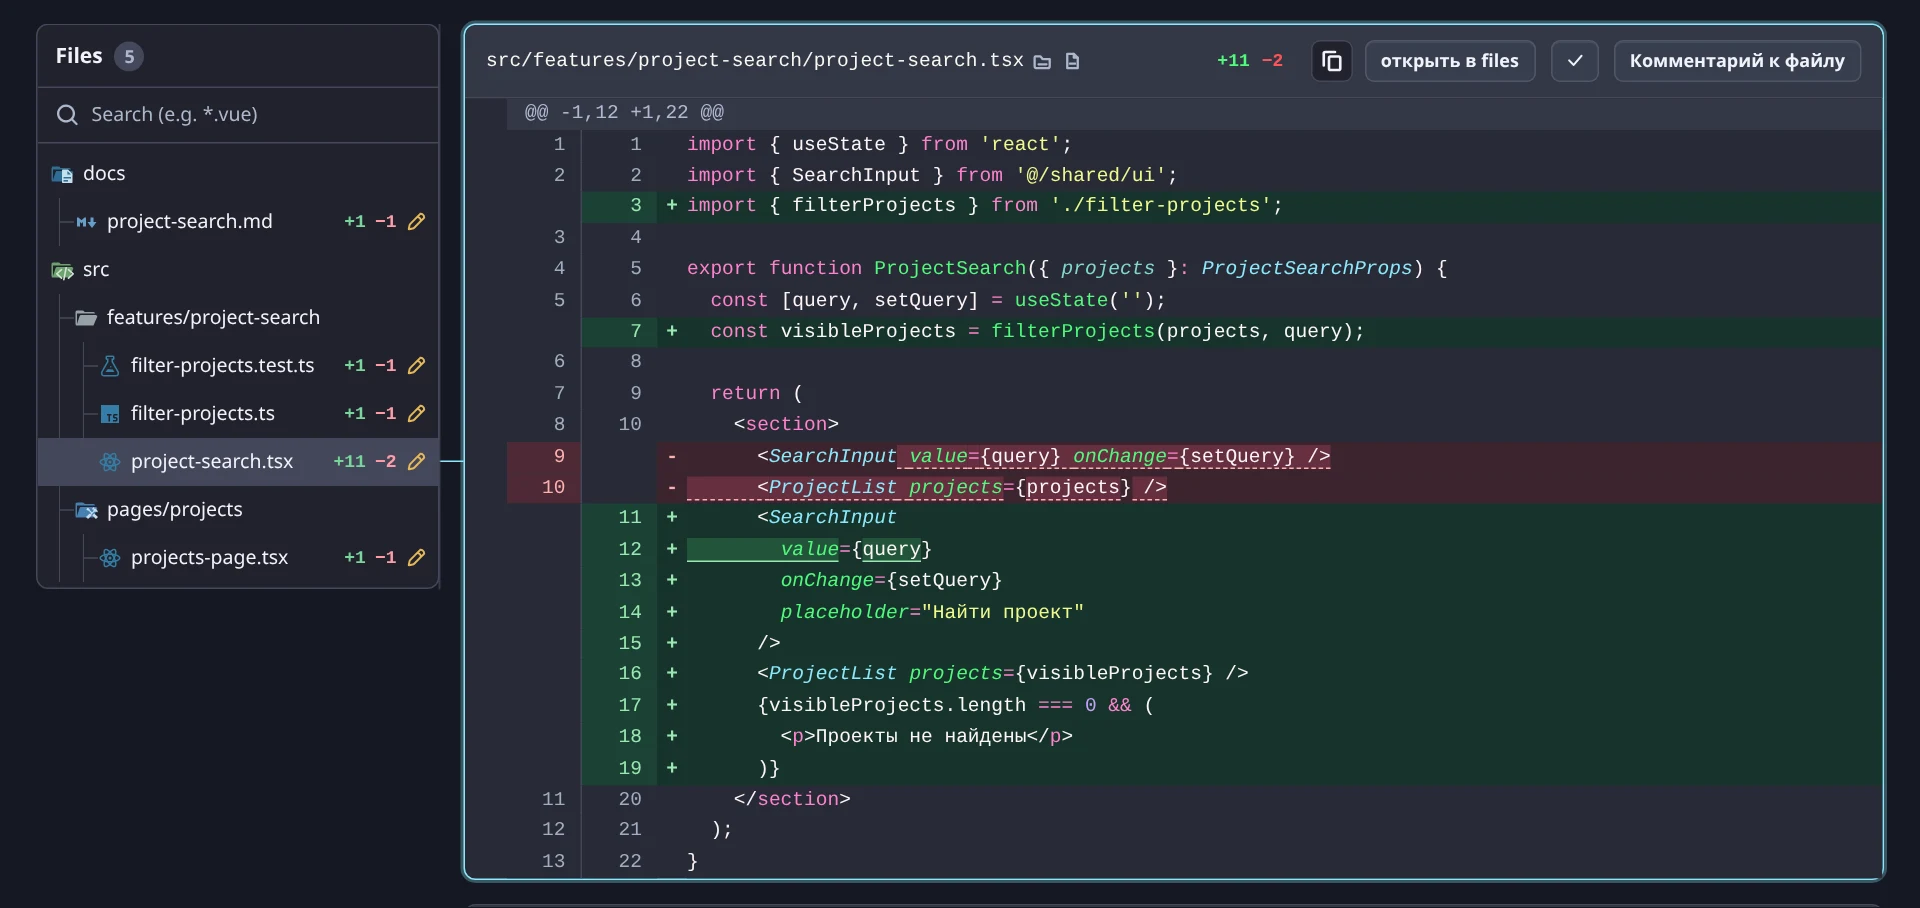 Files 5
Search (e.g. *.vue)
docs
project-search.md +1 −1
src
features/project-search
filter-projects.test.ts +1 −1
filter-projects.ts +1 −1
project-search.tsx +11 −2
pages/projects
projects-page.tsx +1 −1
src/features/project-search/project-search.tsx +11 −2 открыть в files Комментарий к файлу
@@ -1,12 +1,22 @@
1 1 import { useState } from 'react';
2 2 import { SearchInput } from '@/shared/ui';
3 + import { filterProjects } from './filter-projects';
3 4
4 5 export function ProjectSearch({ projects }: ProjectSearchProps) {
5 6 const [query, setQuery] = useState('');
7 + const visibleProjects = filterProjects(projects, query);
6 8
7 9 return (
8 10 <section>
9 - <SearchInput value={query} onChange={setQuery} />
10 - <ProjectList projects={projects} />
11 + <SearchInput
12 + value={query}
13 + onChange={setQuery}
14 + placeholder="Найти проект"
15 + />
16 + <ProjectList projects={visibleProjects} />
17 + {visibleProjects.length === 0 && (
18 + <p>Проекты не найдены</p>
19 + )}
11 20 </section>
12 21 );
13 22 }